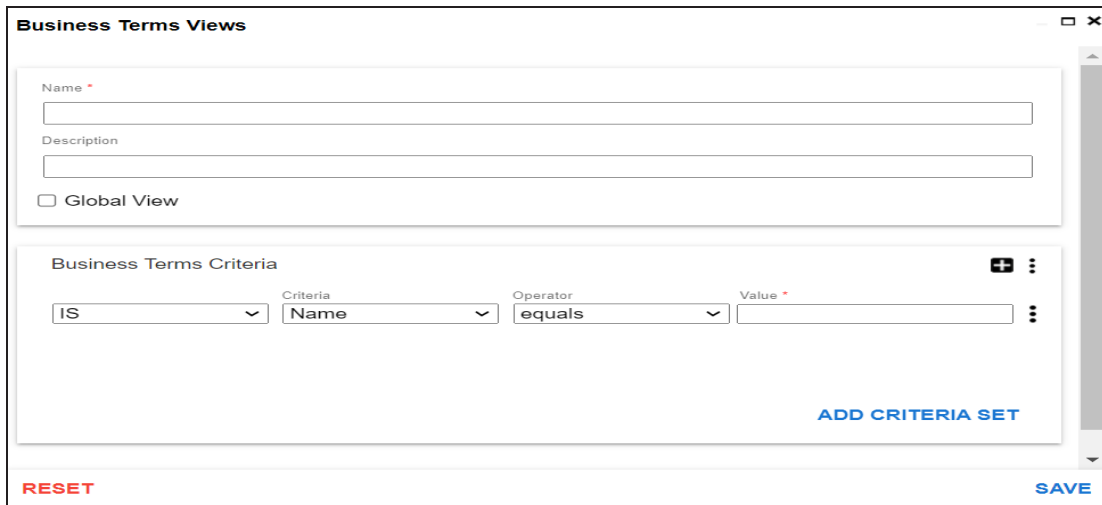 Business Terms Views
Name *
Description
Global View
Business Terms Criteria
Criteria Operator Value *
IS Name equals
ADD CRITERIA SET
RESET SAVE